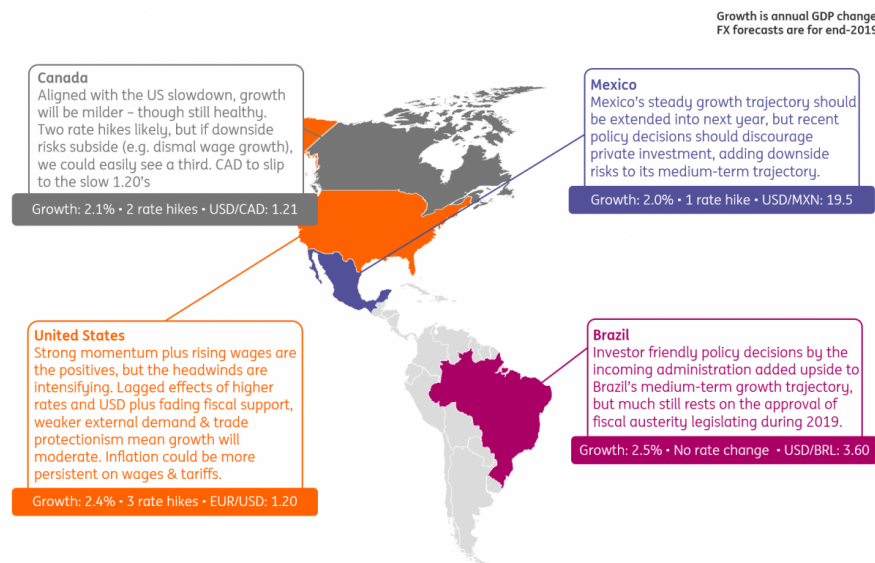 Growth is annual GDP change
FX forecasts are for end-2019
Canada
Aligned with the US slowdown, growth
will be milder – though still healthy.
Two rate hikes likely, but if downside
risks subside (e.g. dismal wage growth),
we could easily see a third. CAD to slip
to the slow 1.20's
Growth: 2.1% • 2 rate hikes • USD/CAD: 1.21
Mexico
Mexico's steady growth trajectory should
be extended into next year, but recent
policy decisions should discourage
private investment, adding downside
risks to its medium-term trajectory.
Growth: 2.0% • 1 rate hike • USD/MXN: 19.5
United States
Strong momentum plus rising wages are
the positives, but the headwinds are
intensifying. Lagged effects of higher
rates and USD plus fading fiscal support,
weaker external demand & trade
protectionism mean growth will
moderate. Inflation could be more
persistent on wages & tariffs.
Growth: 2.4% • 3 rate hikes • EUR/USD: 1.20
Brazil
Investor friendly policy decisions by the
incoming administration added upside to
Brazil's medium-term growth trajectory,
but much still rests on the approval of
fiscal austerity legislating during 2019.
Growth: 2.5% • No rate change • USD/BRL: 3.60